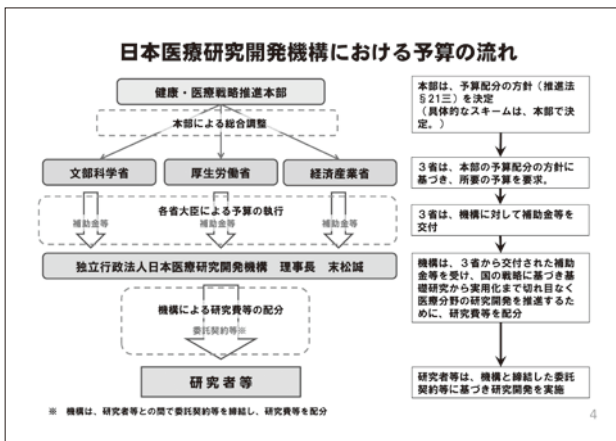 日本医療研究開発機構における予算の流れ
健康・医療戦略推進本部
本部による総合調整
文部科学省
厚生労働省
経済産業省
補助金等
各省大臣による予算の執行
補助金等
補助金等
独立行政法人日本医療研究開発機構 理事長 末松誠
機構による研究費等の配分
委託契約等※
研究者等
※ 機構は、研究者等との間で委託契約等を締結し、研究費等を配分
本部は、予算配分の方針(推進法
§21三)を決定
(具体的なスキームは、本部で決
定。)
3省は、本部の予算配分の方針に
基づき、所要の予算を要求。
3省は、機構に対して補助金等を
交付
機構は、3省から交付された補助
金等を受け、国の戦略に基づき基
礎研究から実用化まで切れ目なく
医療分野の研究開発を推進するた
めに、研究費等を配分
研究者等は、機構と締結した委託
契約等に基づき研究開発を実施
4